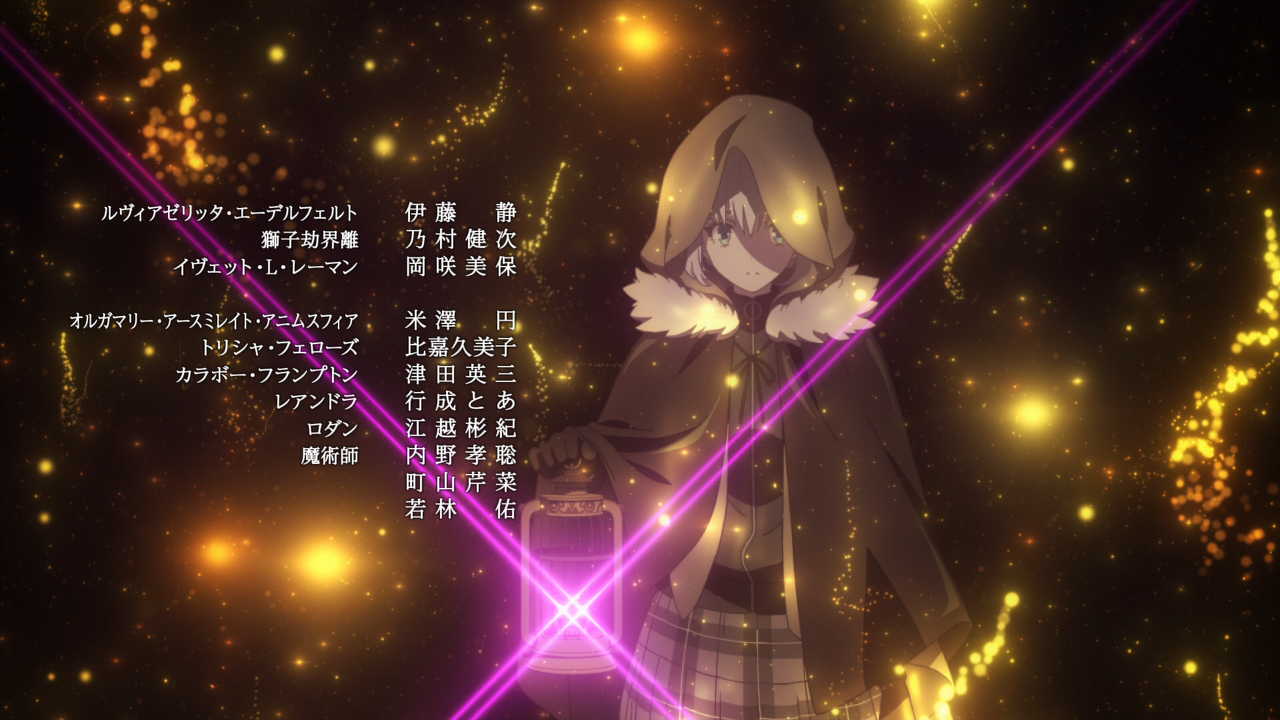 ルヴィアゼリッタ・エーデルフェルト 伊藤 静
獅子劫界離 乃村健次
イヴェット・L・レーマン 岡咲美保
オルガマリー・アースミレイト・アニムスフィア 米澤 円
トリシャ・フェローズ 比嘉久美子
カラボー・フランプトン 津田英三
レアンドラ 行成とあ
ロダン 江越彬紀
魔術師 内野孝聡
町山芹菜
若林 佑